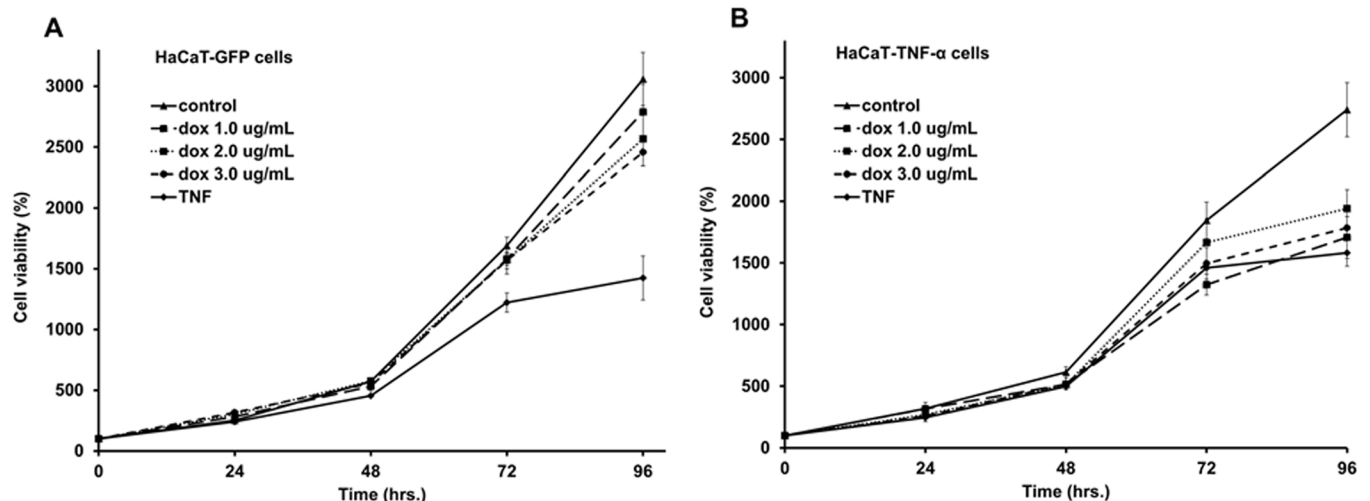 A
HaCaT-GFP cells
control
dox 1.0 ug/mL
dox 2.0 ug/mL
dox 3.0 ug/mL
TNF
Cell viability (%)
3000
2500
2000
1500
1000
500
0
0 24 48 72 96
Time (hrs.)
B
HaCaT-TNF-α cells
control
dox 1.0 ug/mL
dox 2.0 ug/mL
dox 3.0 ug/mL
TNF
Cell viability (%)
3000
2500
2000
1500
1000
500
0
0 24 48 72 96
Time (hrs.)